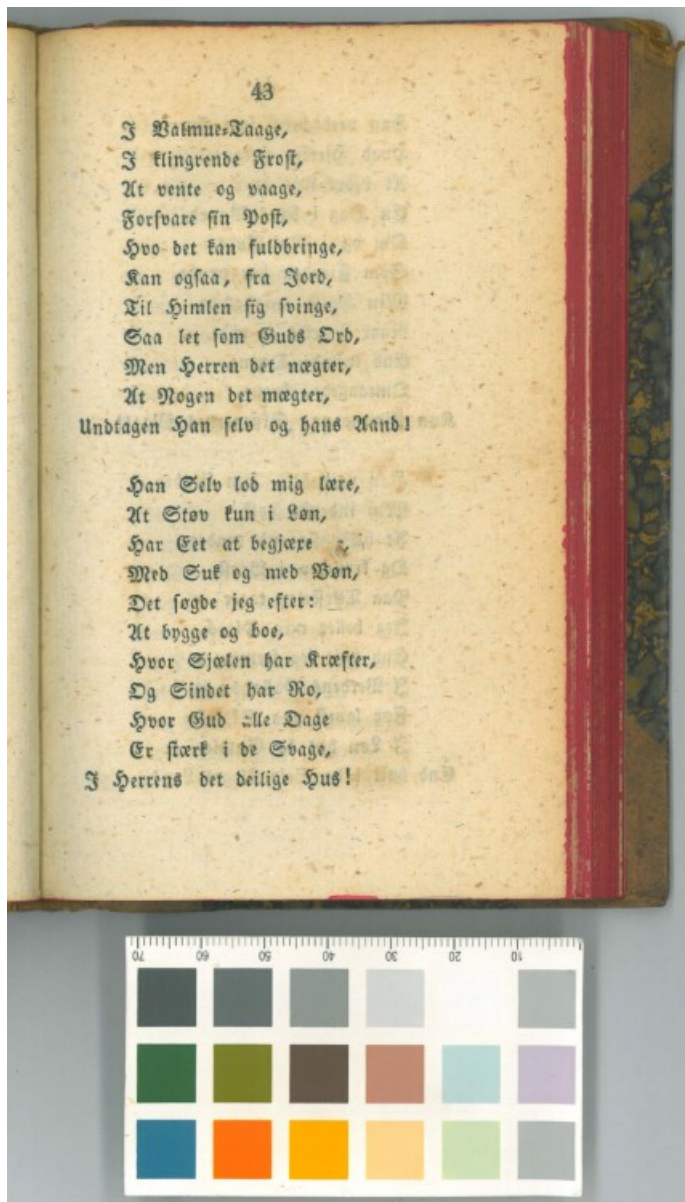 43
I Valmue-Taage,
I klingrende Frost,
At vente og vaage,
Forsvare sin Post,
Hvo det kan fuldbringe,
Kan ogsaa, fra Jord,
Til Himlen sig svinge,
Saa let som Guds Ord,
Men Herren det nægter,
At Nogen det mægter,
Undtagen Han selv og hans Aand!
Han Selv lod mig lære,
At Støv kun i Løn,
Har Eet at begjære
Med Suk og med Bøn,
Det søgde jeg efter:
At bygge og boe,
Hvor Sjælen har Kræfter,
Og Sindet har Ro,
Hvor Gud alle Dage
Er stærk i de Svage,
I Herrens det deilige Hus!
70 60 50 40 30 20 10